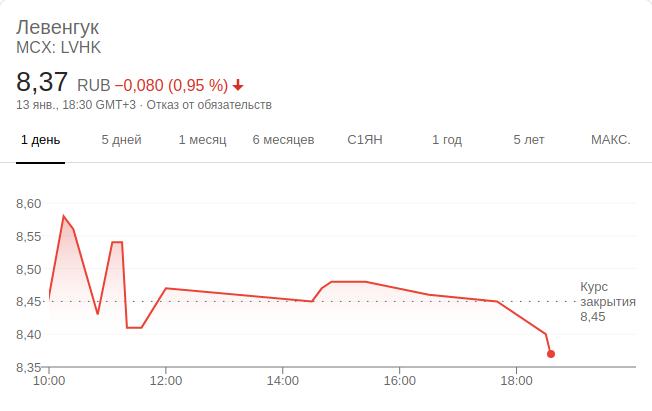 Левенгук
MCX: LVHK
8,37 RUB −0,080 (0,95 %)
13 янв., 18:30 GMT+3 · Отказ от обязательств
1 день 5 дней 1 месяц 6 месяцев С1ЯН 1 год 5 лет МАКС.
8,60
8,55
8,50
8,45
8,40
8,35
Курс
закрытия
8,45
10:00 12:00 14:00 16:00 18:00